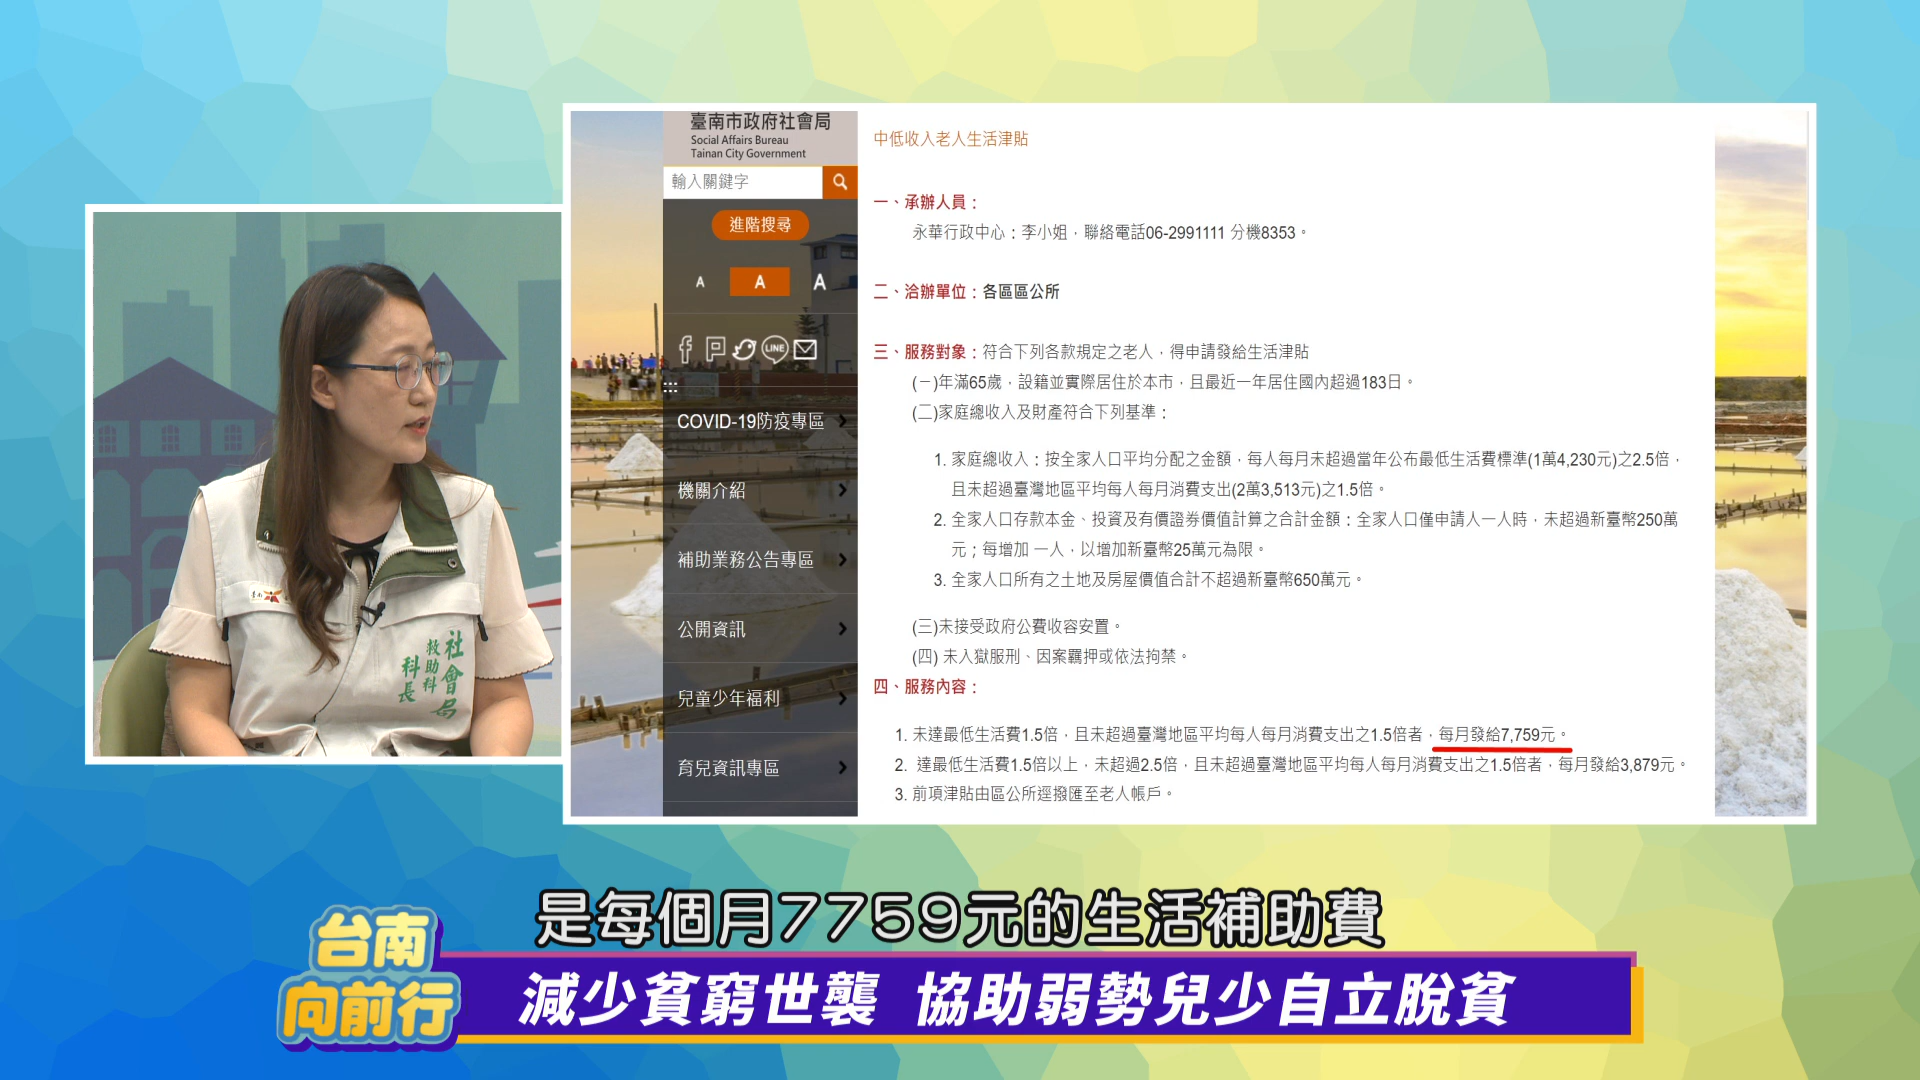 臺南市政府社會局
Social Affairs Bureau
Tainan City Government
輸入關鍵字
進階搜尋
A A A
LINE
COVID-19防疫專區
機關介紹
補助業務公告專區
公開資訊
兒童少年福利
育兒資訊專區
中低收入老人生活津貼
一、承辦人員：
永華行政中心：李小姐，聯絡電話06-2991111 分機8353。
二、洽辦單位：各區區公所
三、服務對象：符合下列各款規定之老人，得申請發給生活津貼
(一)年滿65歲，設籍並實際居住於本市，且最近一年居住國內超過183日。
(二)家庭總收入及財產符合下列基準：
1. 家庭總收入：按全家人口平均分配之金額，每人每月未超過當年公布最低生活費標準(1萬4,230元)之2.5倍，
且未超過臺灣地區平均每人每月消費支出(2萬3,513元)之1.5倍。
2. 全家人口存款本金、投資及有價證券價值計算之合計金額：全家人口僅申請人一人時，未超過新臺幣250萬
元；每增加 一人，以增加新臺幣25萬元為限。
3. 全家人口所有之土地及房屋價值合計不超過新臺幣650萬元。
(三)未接受政府公費收容安置。
(四) 未入獄服刑、因案羈押或依法拘禁。
四、服務內容：
1. 未達最低生活費1.5倍，且未超過臺灣地區平均每人每月消費支出之1.5倍者，每月發給7,759元。
2. 達最低生活費1.5倍以上，未超過2.5倍，且未超過臺灣地區平均每人每月消費支出之1.5倍者，每月發給3,879元。
3. 前項津貼由區公所逕撥匯至老人帳戶。
社會局
救助科
科長
是每個月7759元的生活補助費
台南
向前行
減少貧窮世襲 協助弱勢兒少自立脫貧